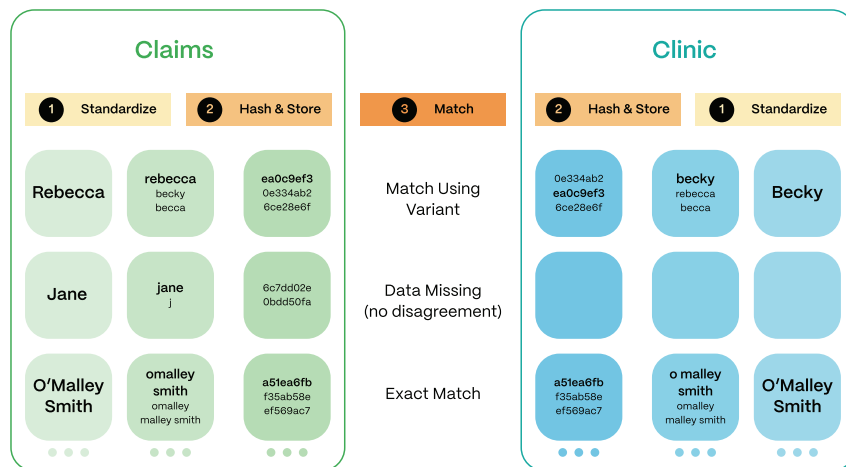 Claims
Clinic
1 Standardize
2 Hash & Store
3 Match
2 Hash & Store
1 Standardize
Rebecca
rebecca
becky
becca
ea0c9ef3
0e334ab2
6ce28e6f
Match Using
Variant
0e334ab2
ea0c9ef3
6ce28e6f
becky
rebecca
becca
Becky
Jane
jane
j
6c7dd02e
0bdd50fa
Data Missing
(no disagreement)
O’Malley
Smith
omalley
smith
omalley
malley smith
a51ea6fb
f35ab58e
ef569ac7
Exact Match
a51ea6fb
f35ab58e
ef569ac7
o malley
smith
omalley
malley smith
O’Malley
Smith